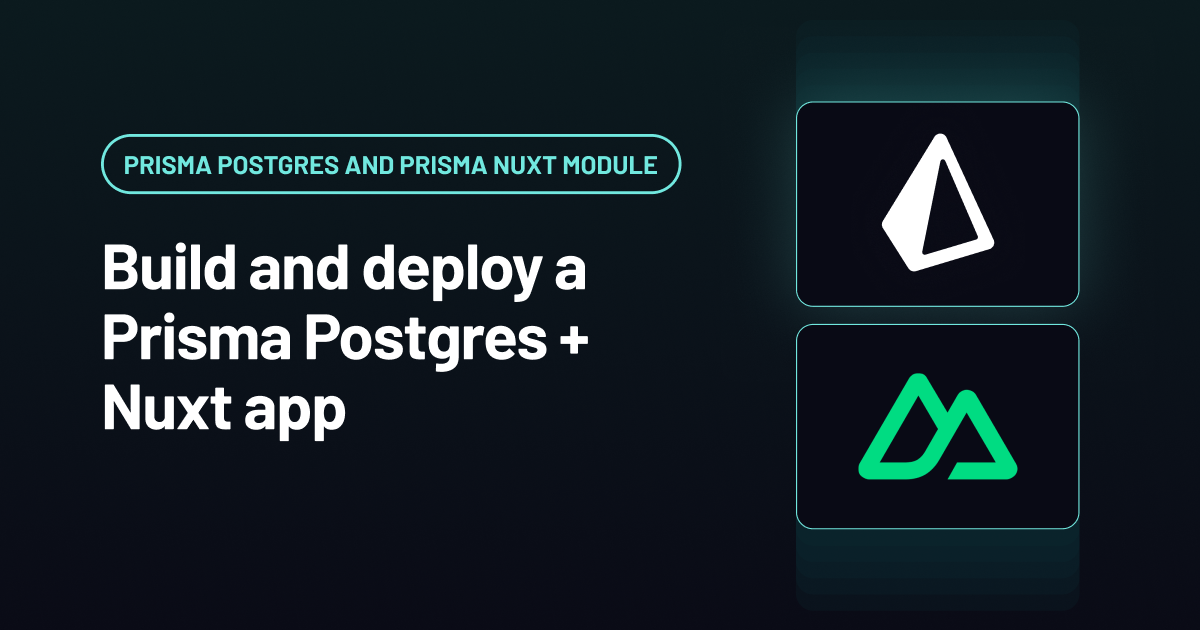 PRISMA POSTGRES AND PRISMA NUXT MODULE
Build and deploy a
Prisma Postgres +
Nuxt app